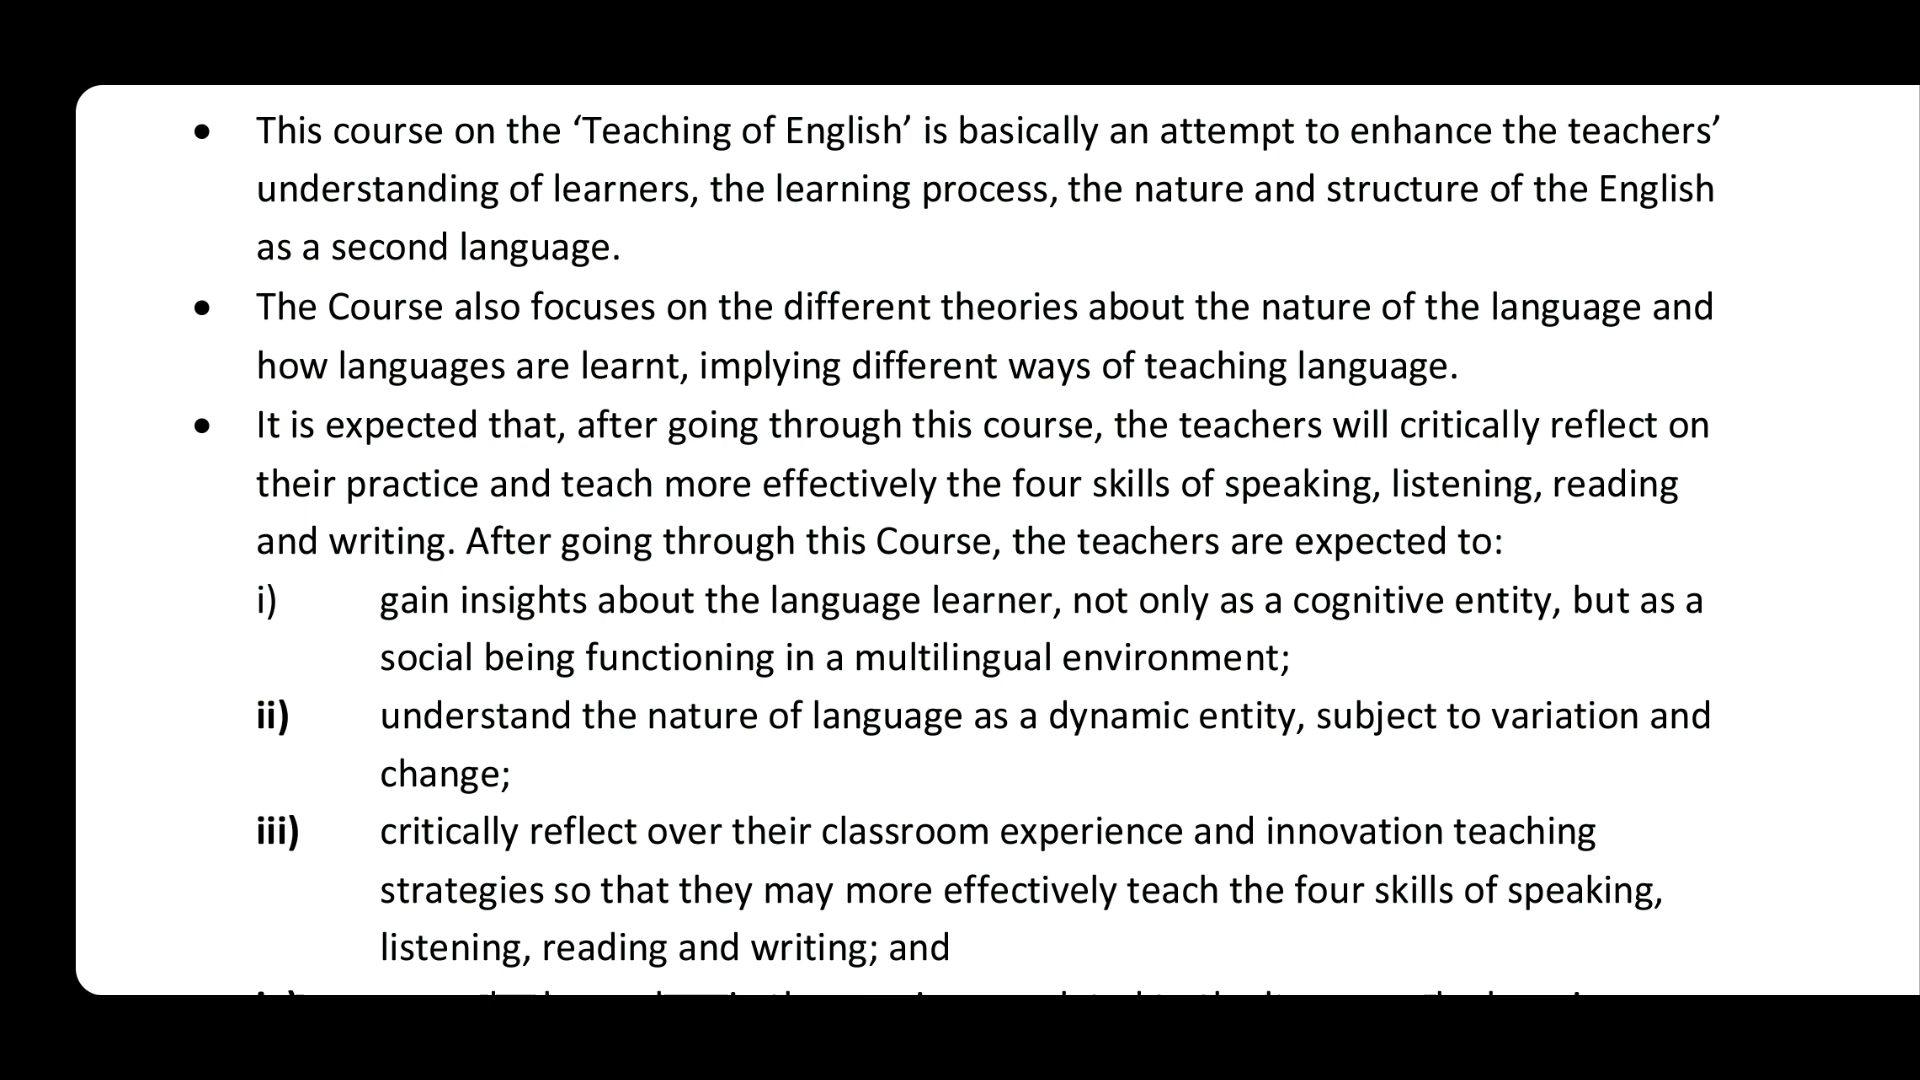 • This course on the ‘Teaching of English’ is basically an attempt to enhance the teachers’
understanding of learners, the learning process, the nature and structure of the English
as a second language.
• The Course also focuses on the different theories about the nature of the language and
how languages are learnt, implying different ways of teaching language.
• It is expected that, after going through this course, the teachers will critically reflect on
their practice and teach more effectively the four skills of speaking, listening, reading
and writing. After going through this Course, the teachers are expected to:
i) gain insights about the language learner, not only as a cognitive entity, but as a
social being functioning in a multilingual environment;
ii) understand the nature of language as a dynamic entity, subject to variation and
change;
iii) critically reflect over their classroom experience and innovation teaching
strategies so that they may more effectively teach the four skills of speaking,
listening, reading and writing; and